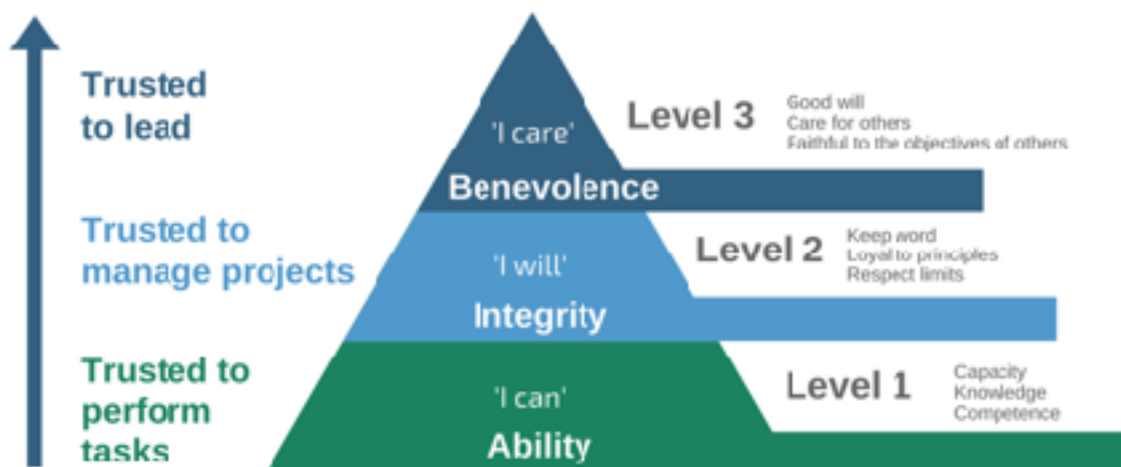 Trusted
to lead
'I care'
Benevolence
Level 3
Good will
Care for others
Faithful to the objectives of others
Trusted to
manage projects
'I will'
Integrity
Level 2
Keep word
Loyal to principles
Respect limits
Trusted to
perform
tasks
'I can'
Ability
Level 1
Capacity
Knowledge
Competence